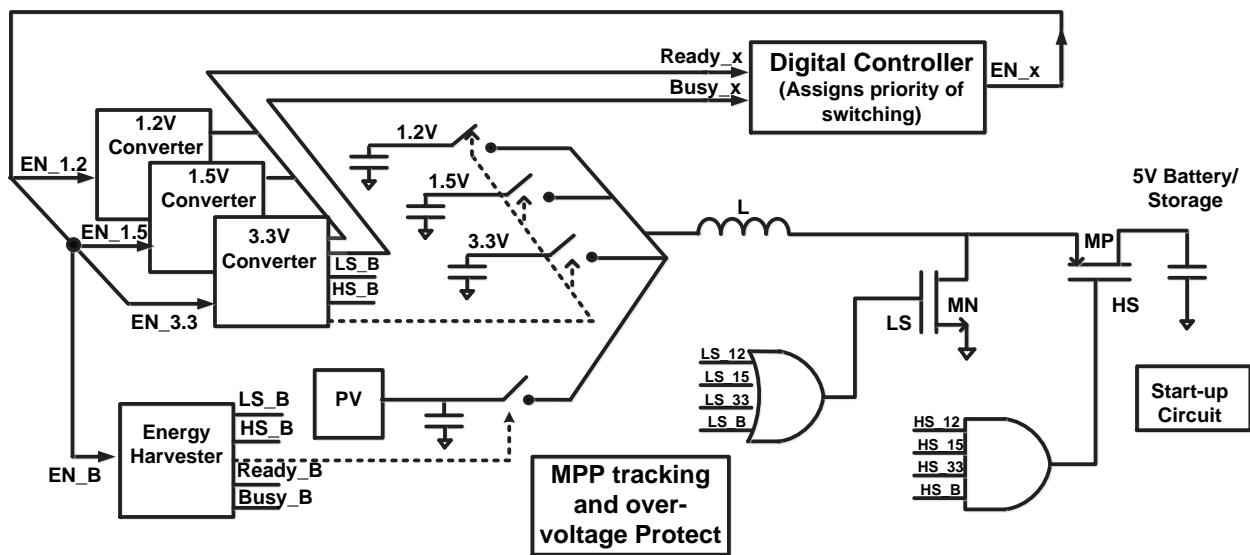 Ready_x
Busy_x
Digital Controller
(Assigns priority of
switching)
EN_x
1.2V
Converter
1.5V
Converter
3.3V
Converter
EN_1.2
EN_1.5
EN_3.3
LS_B
HS_B
1.2V
1.5V
3.3V
L
5V Battery/
Storage
MP
HS
MN
LS
LS_12
LS_15
LS_33
LS_B
HS_12
HS_15
HS_33
HS_B
Start-up
Circuit
PV
Energy
Harvester
EN_B
LS_B
HS_B
Ready_B
Busy_B
MPP tracking
and over-
voltage Protect